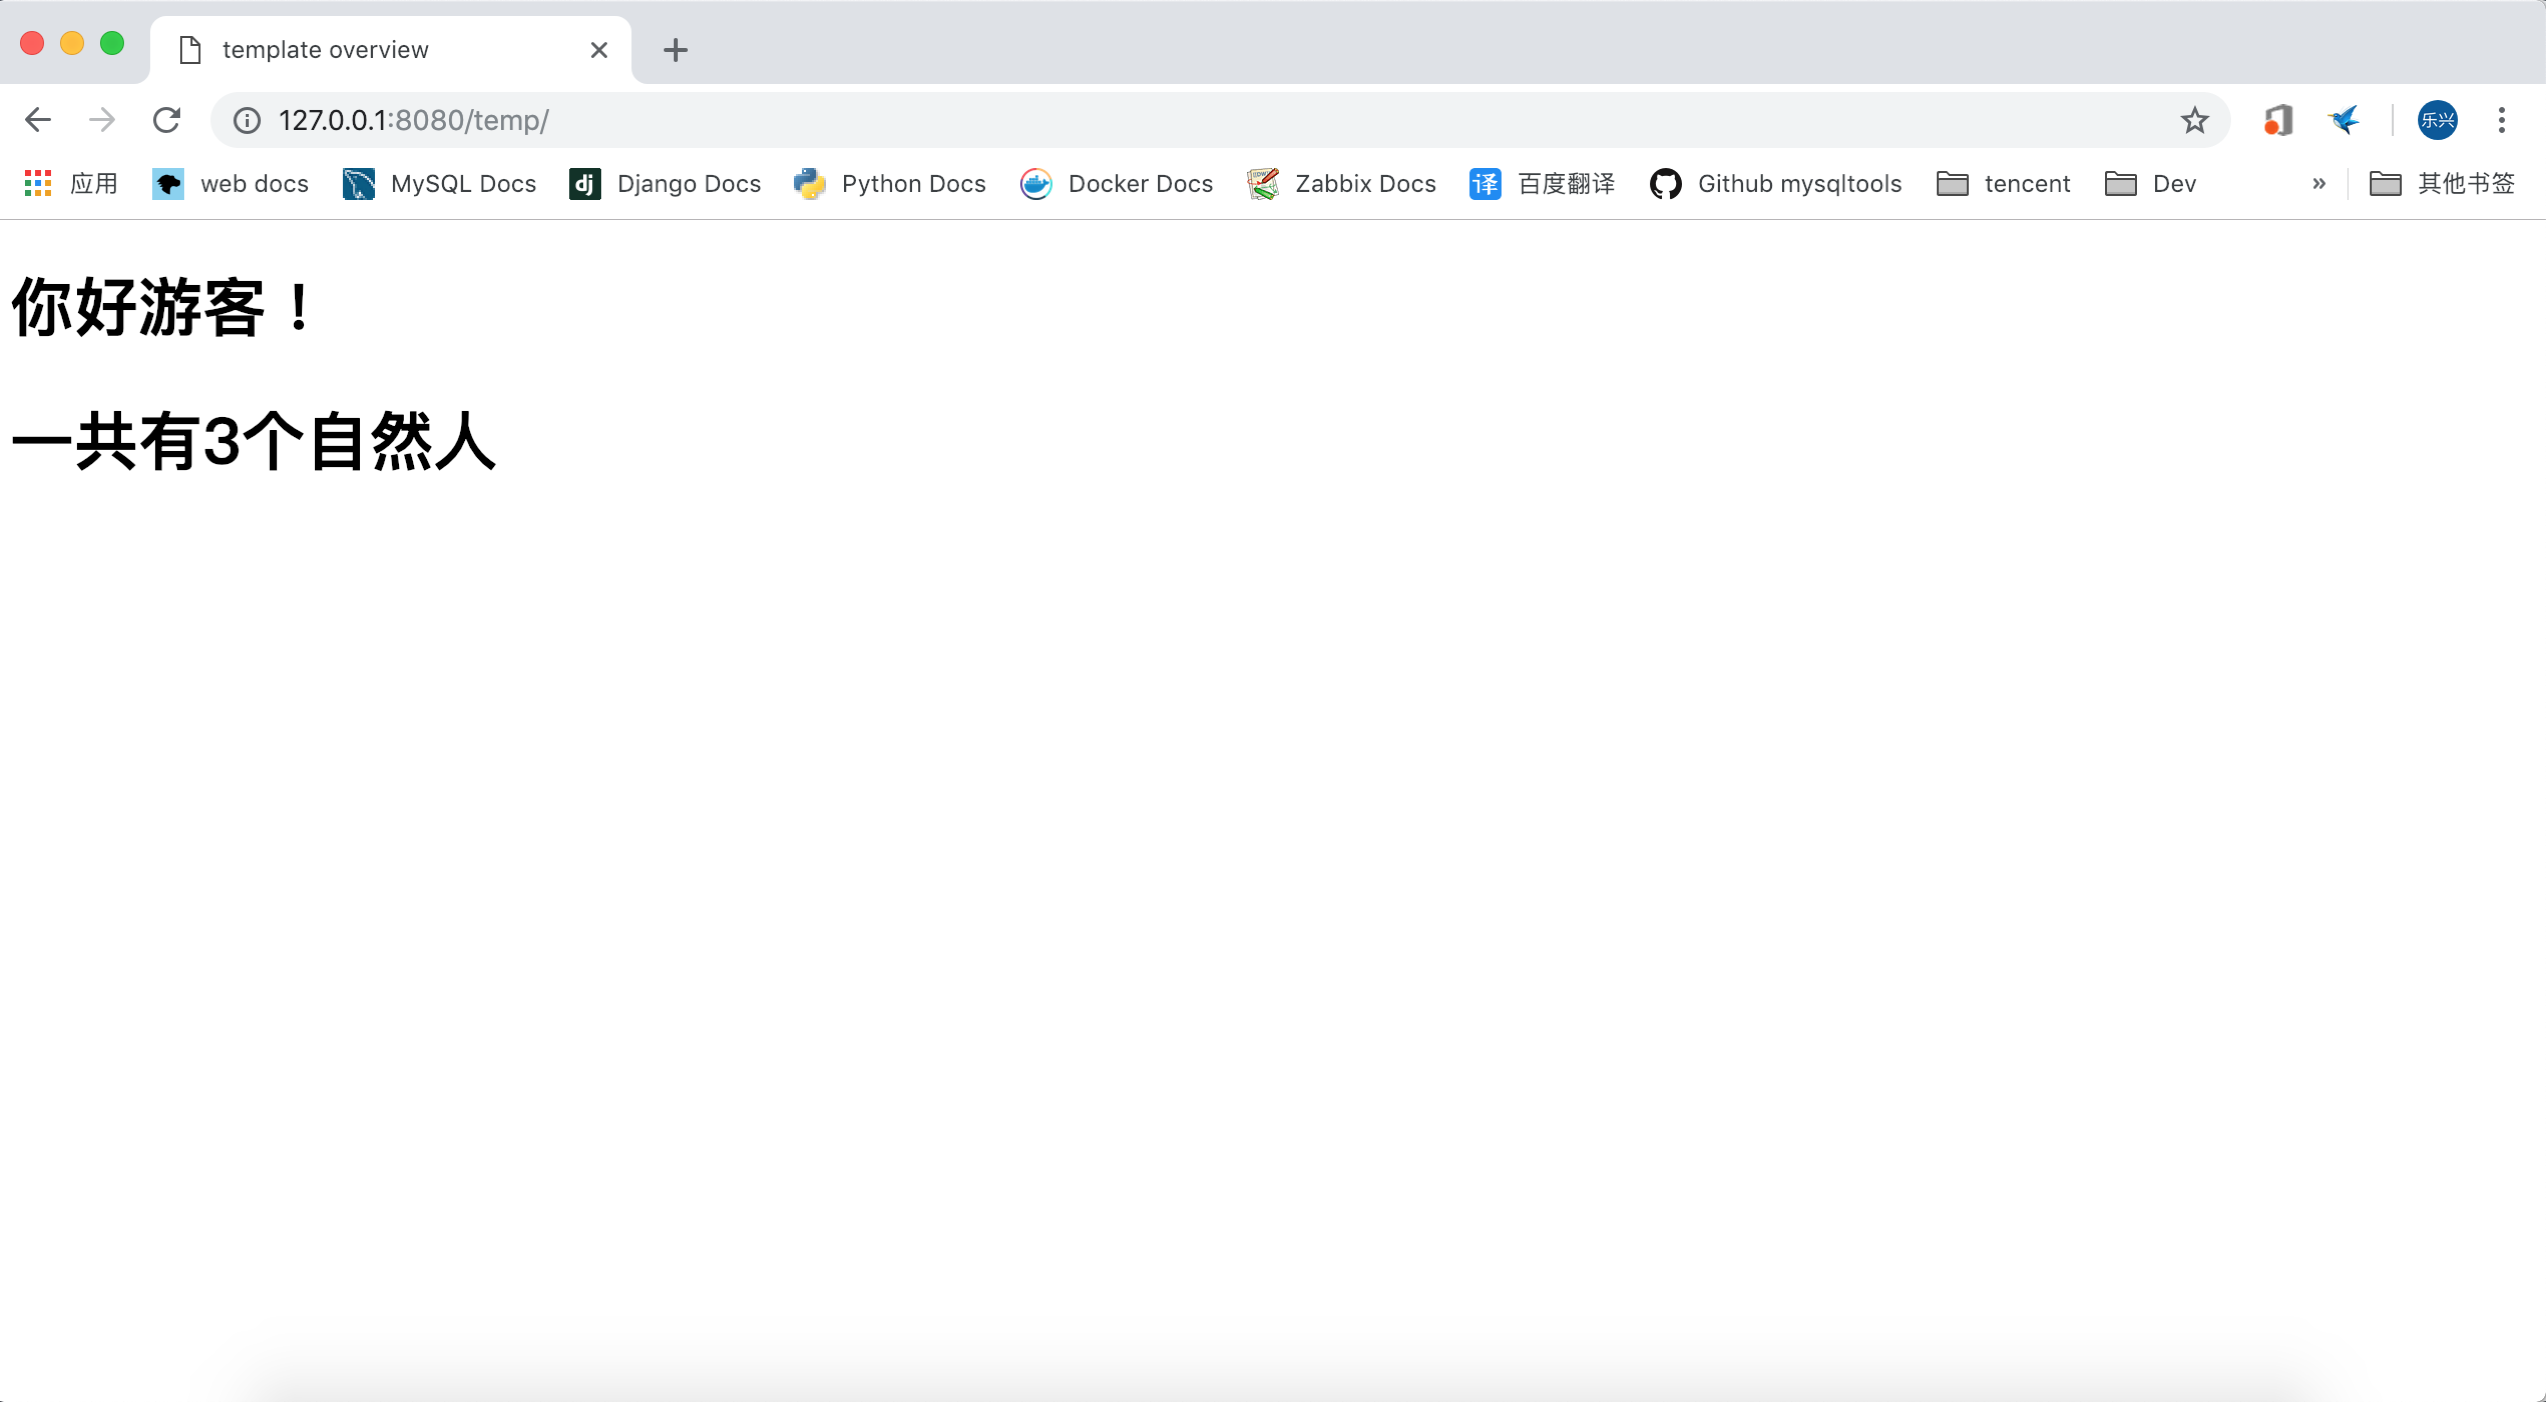 template overview
127.0.0.1:8080/temp/
乐兴
应用 web docs MySQL Docs dj Django Docs Python Docs Docker Docs Zabbix Docs 译 百度翻译 Github mysqltools tencent Dev » 其他书签
你好游客！
一共有3个自然人